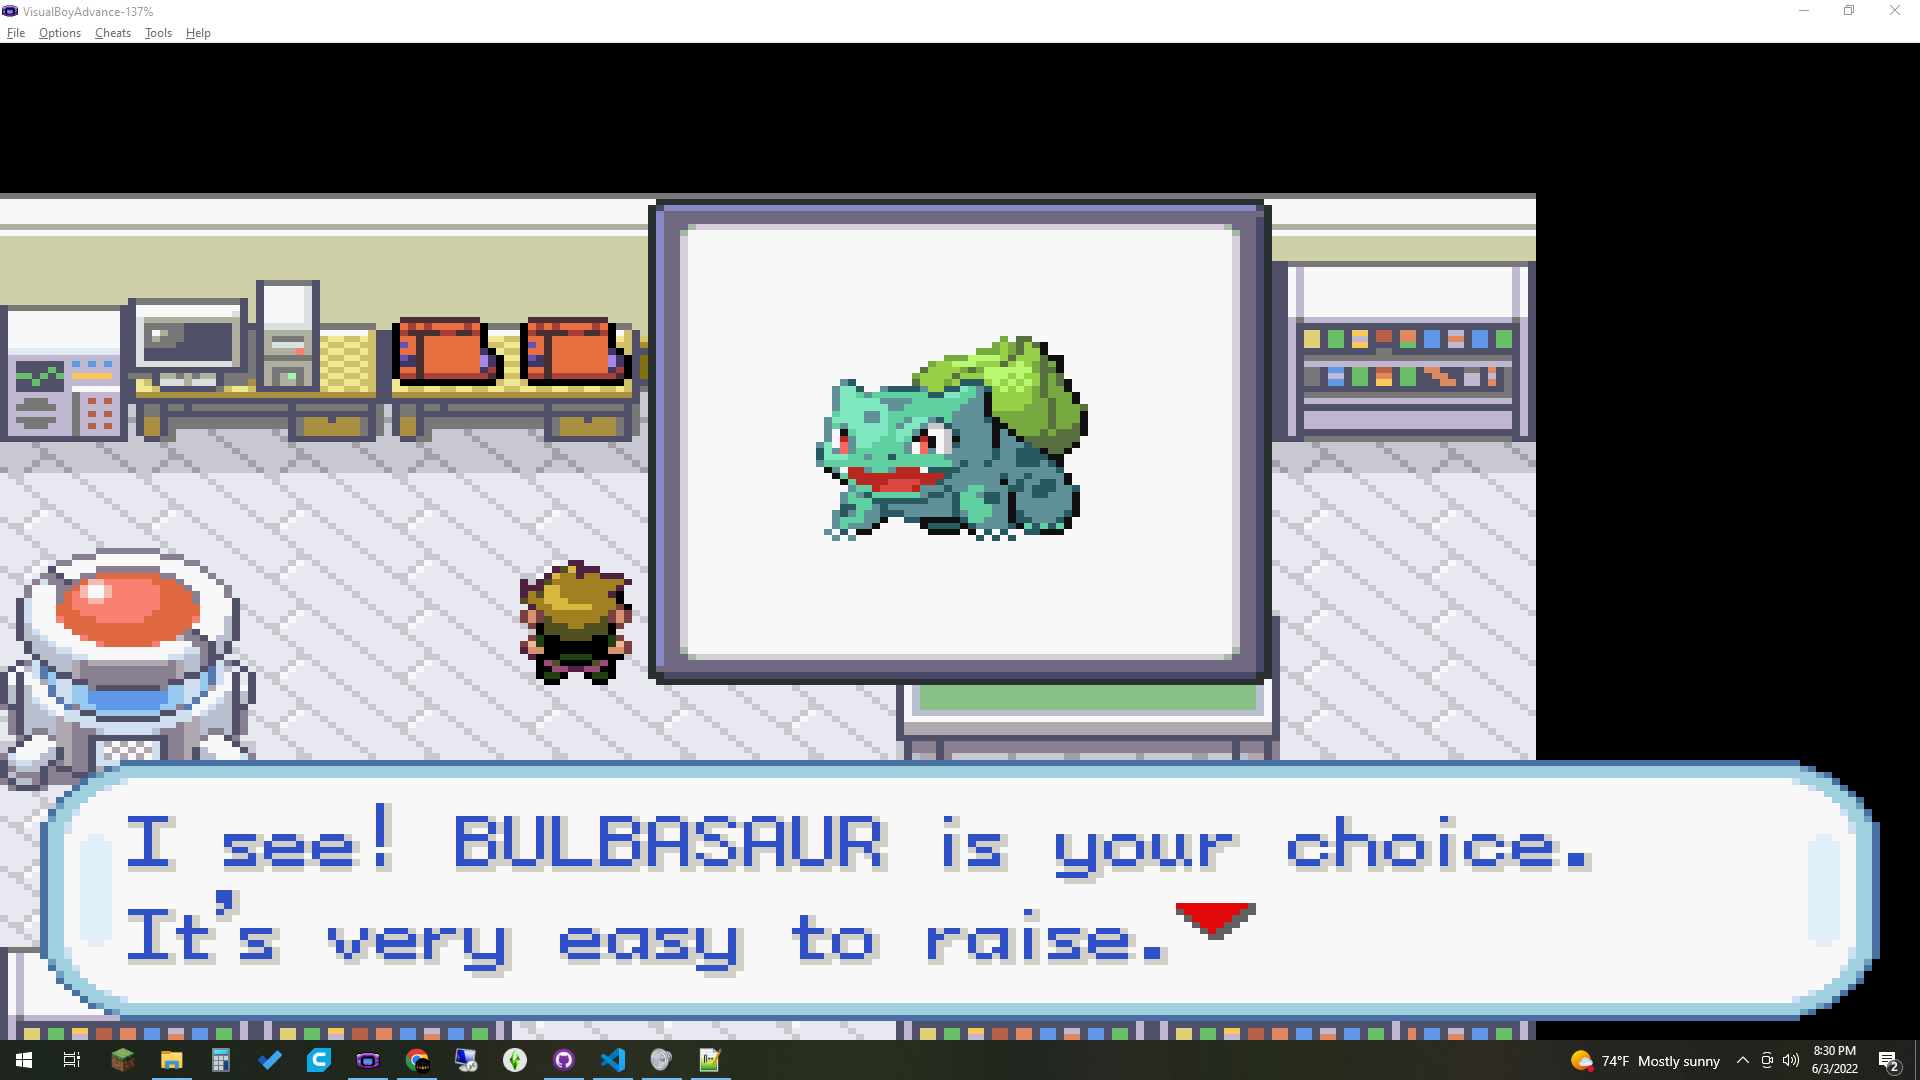 VisualBoyAdvance-137%
File Options Cheats Tools Help
I see! BULBASAUR is your choice.
It's very easy to raise.
74°F Mostly sunny
8:30 PM
6/3/2022
2